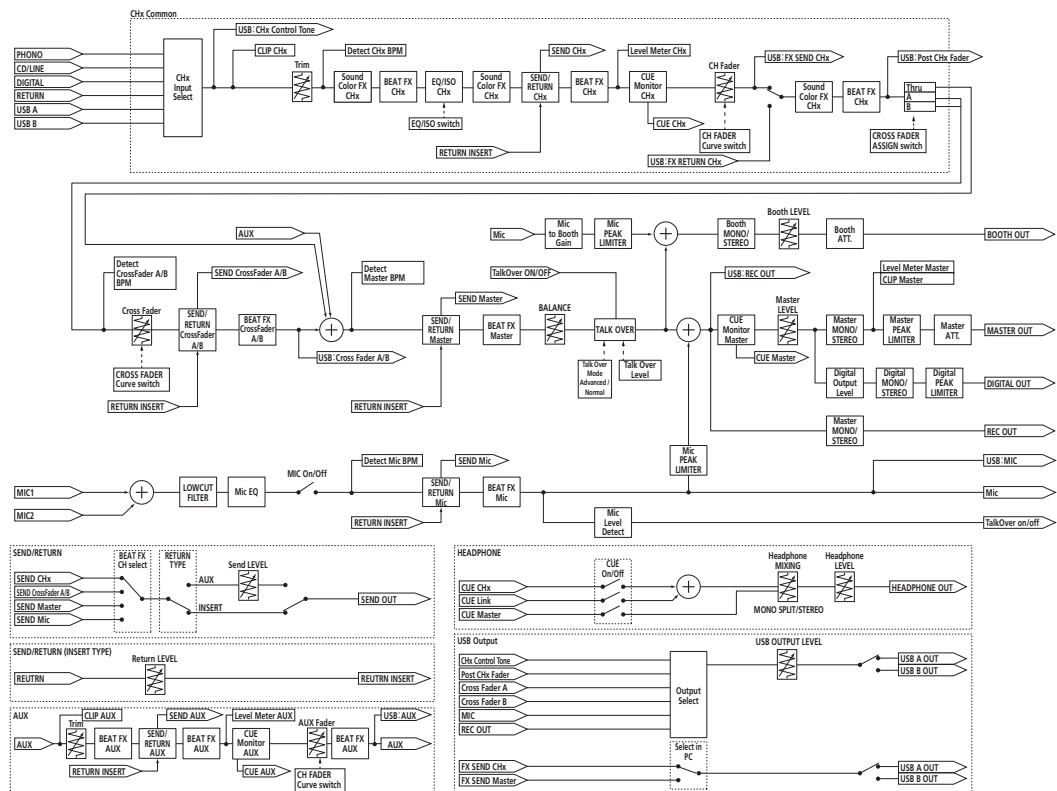 CHx Common
USB: CHx Control Tone
CLIP CHx
Detect CHx BPM
SEND CHx
Level Meter CHx
USB: FX SEND CHx
USB: Post CHx Fader
PHONO
CD/LINE
DIGITAL
RETURN
USB A
USB B
CHx
Input
Select
Trim
Sound
Color FX
CHx
BEAT FX
CHx
EQ/ISO
CHx
Sound
Color FX
CHx
SEND/
RETURN
CHx
BEAT FX
CHx
CUE
Monitor
CHx
CH Fader
Sound
Color FX
CHx
BEAT FX
CHx
Thru
A
B
EQ/ISO switch
CUE CHx
CH FADER
Curve switch
CROSS FADER
ASSIGN switch
RETURN INSERT
USB: FX RETURN CHx
AUX
Mic
Mic
to Booth
Gain
Mic
PEAK
LIMITER
Booth
MONO/
STEREO
Booth LEVEL
Booth
ATT.
BOOTH OUT
Detect
CrossFader A/B
BPM
SEND CrossFader A/B
Detect
Master BPM
TalkOver ON/OFF
USB: REC OUT
Level Meter Master
CLIP Master
SEND Master
Cross Fader
SEND/
RETURN
CrossFader
A/B
BEAT FX
CrossFader
A/B
SEND/
RETURN
Master
BEAT FX
Master
BALANCE
TALK OVER
CUE
Monitor
Master
Master
LEVEL
Master
MONO/
STEREO
Master
PEAK
LIMITER
Master
ATT.
MASTER OUT
USB: Cross Fader A/B
CUE Master
CROSS FADER
Curve switch
Talk Over
Mode
Advanced /
Normal
Talk Over
Level
Digital
Output
Level
Digital
MONO/
STEREO
Digital
PEAK
LIMITER
DIGITAL OUT
RETURN INSERT
RETURN INSERT
Master
MONO/
STEREO
REC OUT
Mic
PEAK
LIMITER
Detect Mic BPM
SEND Mic
USB: MIC
MIC1
MIC2
LOWCUT
FILTER
Mic EQ
MIC On/Off
SEND/
RETURN
Mic
BEAT FX
Mic
Mic
RETURN INSERT
Mic
Level
Detect
TalkOver on/off
SEND/RETURN
BEAT FX
CH select
RETURN
TYPE
Send LEVEL
SEND CHx
SEND CrossFader A/B
SEND Master
SEND Mic
AUX
INSERT
SEND OUT
HEADPHONE
CUE
On/Off
CUE CHx
CUE Link
CUE Master
Headphone
MIXING
Headphone
LEVEL
MONO SPLIT/STEREO
HEADPHONE OUT
SEND/RETURN (INSERT TYPE)
Return LEVEL
REUTRN
REUTRN INSERT
USB Output
CHx Control Tone
Post CHx Fader
Cross Fader A
Cross Fader B
MIC
REC OUT
Output
Select
USB OUTPUT LEVEL
USB A OUT
USB B OUT
Select in
PC
FX SEND CHx
FX SEND Master
USB A OUT
USB B OUT
AUX
CLIP AUX
SEND AUX
Level Meter AUX
USB: AUX
AUX
Trim
BEAT FX
AUX
SEND/
RETURN
AUX
BEAT FX
AUX
CUE
Monitor
AUX
AUX Fader
BEAT FX
AUX
AUX
RETURN INSERT
CUE AUX
CH FADER
Curve switch